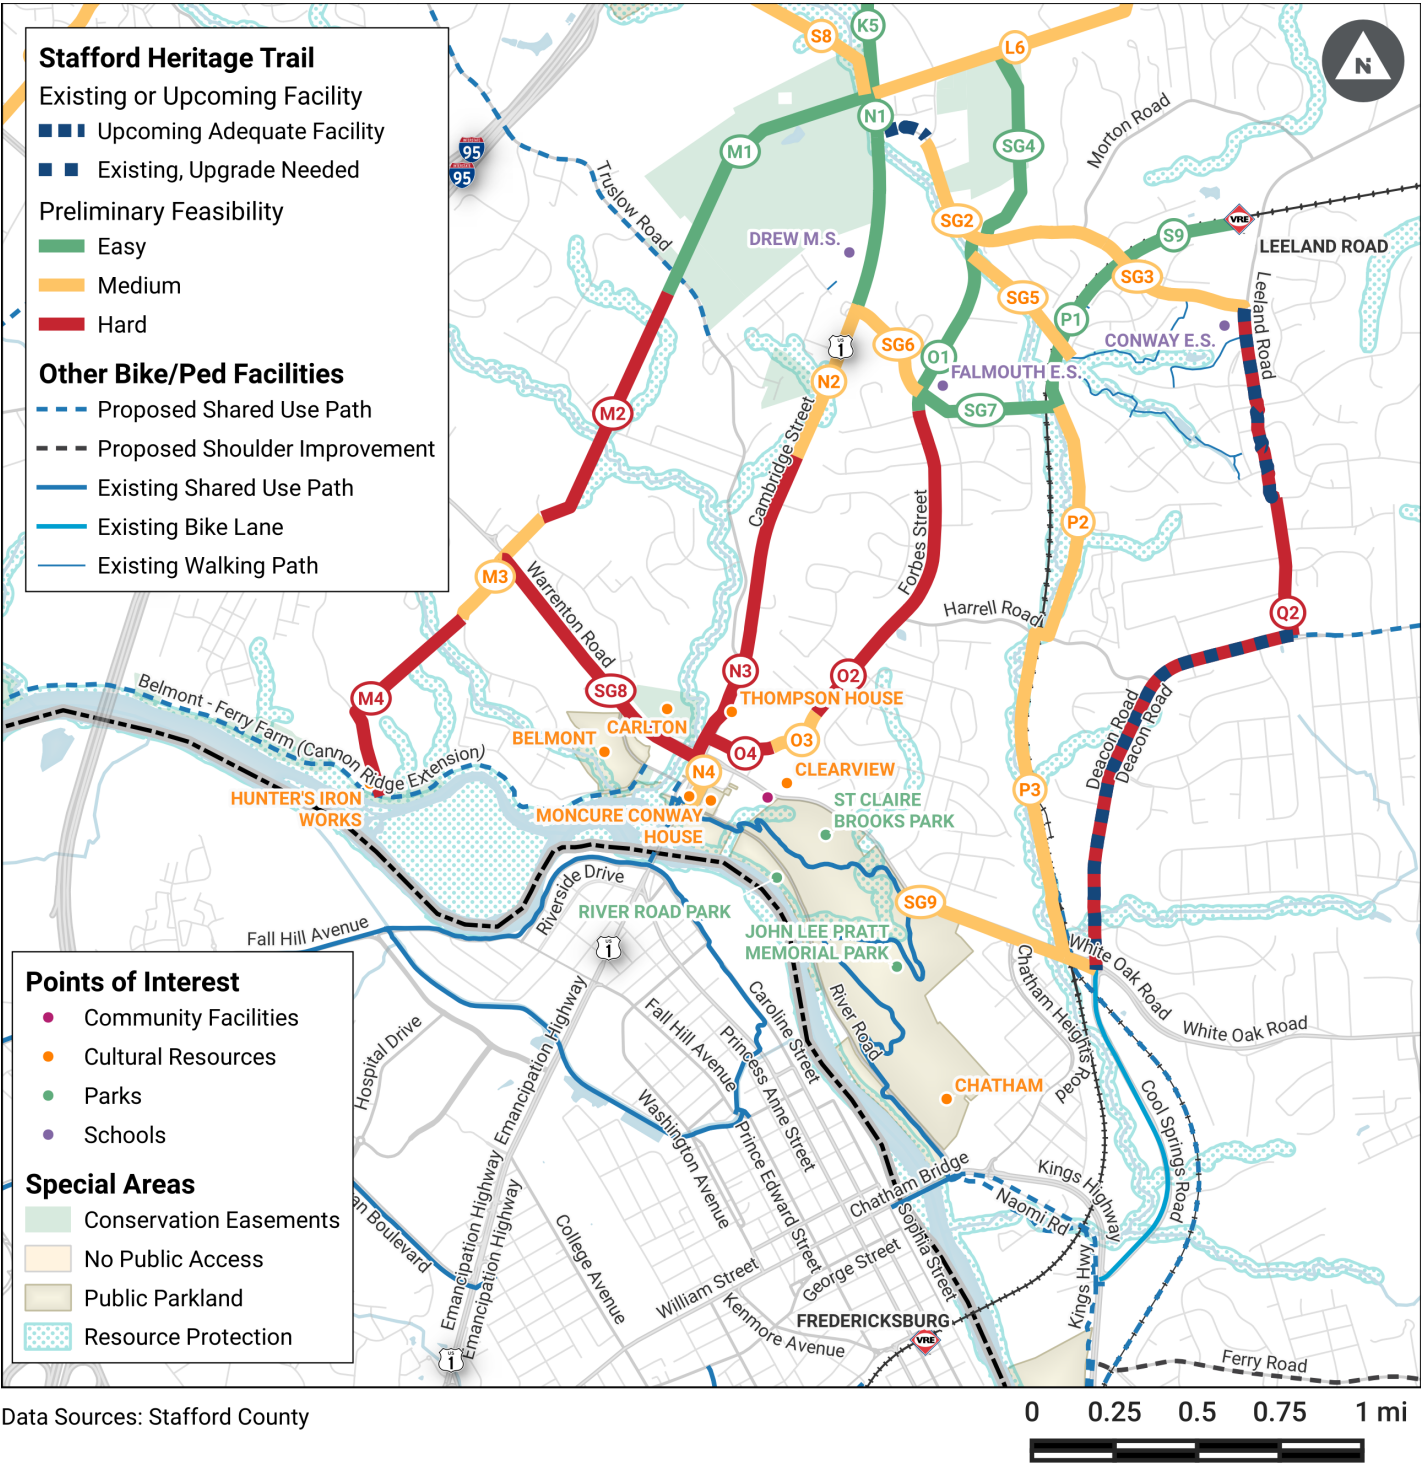 Stafford Heritage Trail
Existing or Upcoming Facility
Upcoming Adequate Facility
Existing, Upgrade Needed
Preliminary Feasibility
Easy
Medium
Hard
Other Bike/Ped Facilities
Proposed Shared Use Path
Proposed Shoulder Improvement
Existing Shared Use Path
Existing Bike Lane
Existing Walking Path
S8
K5
L6
N
95
95
N1
M1
SG4
Morton Road
Truslow Road
SG2
VRE
S9
LEELAND ROAD
DREW M.S.
SG3
SG5
Leeland Road
P1
US
1
SG6
CONWAY E.S.
O1
FALMOUTH E.S.
N2
M2
SG7
Cambridge Street
P2
Forbes Street
M3
Warrenton Road
Harrell Road
Q2
N3
O2
SG8
M4
THOMPSON HOUSE
Belmont - Ferry Farm (Cannon Ridge Extension)
CARLTON
BELMONT
O4
O3
Deacon Road
Deacon Road
N4
CLEARVIEW
P3
HUNTER'S IRON
WORKS
MONCURE CONWAY
HOUSE
ST CLAIRE
BROOKS PARK
Riverside Drive
SG9
RIVER ROAD PARK
Fall Hill Avenue
JOHN LEE PRATT
MEMORIAL PARK
US
1
White Oak Road
White Oak Road
Chatham Heights Road
River Road
Caroline Street
Fall Hill Avenue
Princess Anne Street
Hospital Drive
Emancipation Highway
CHATHAM
Washington Avenue
Prince Edward Street
Cool Springs Road
Chatham Bridge
Kings Highway
Naomi Rd
Emancipation Highway
Emancipation Highway
an Boulevard
College Avenue
Sophia Street
George Street
William Street
Kings Hwy
Kenmore Avenue
FREDERICKSBURG
VRE
Ferry Road
US
1
Points of Interest
Community Facilities
Cultural Resources
Parks
Schools
Special Areas
Conservation Easements
No Public Access
Public Parkland
Resource Protection
Data Sources: Stafford County
0 0.25 0.5 0.75 1 mi